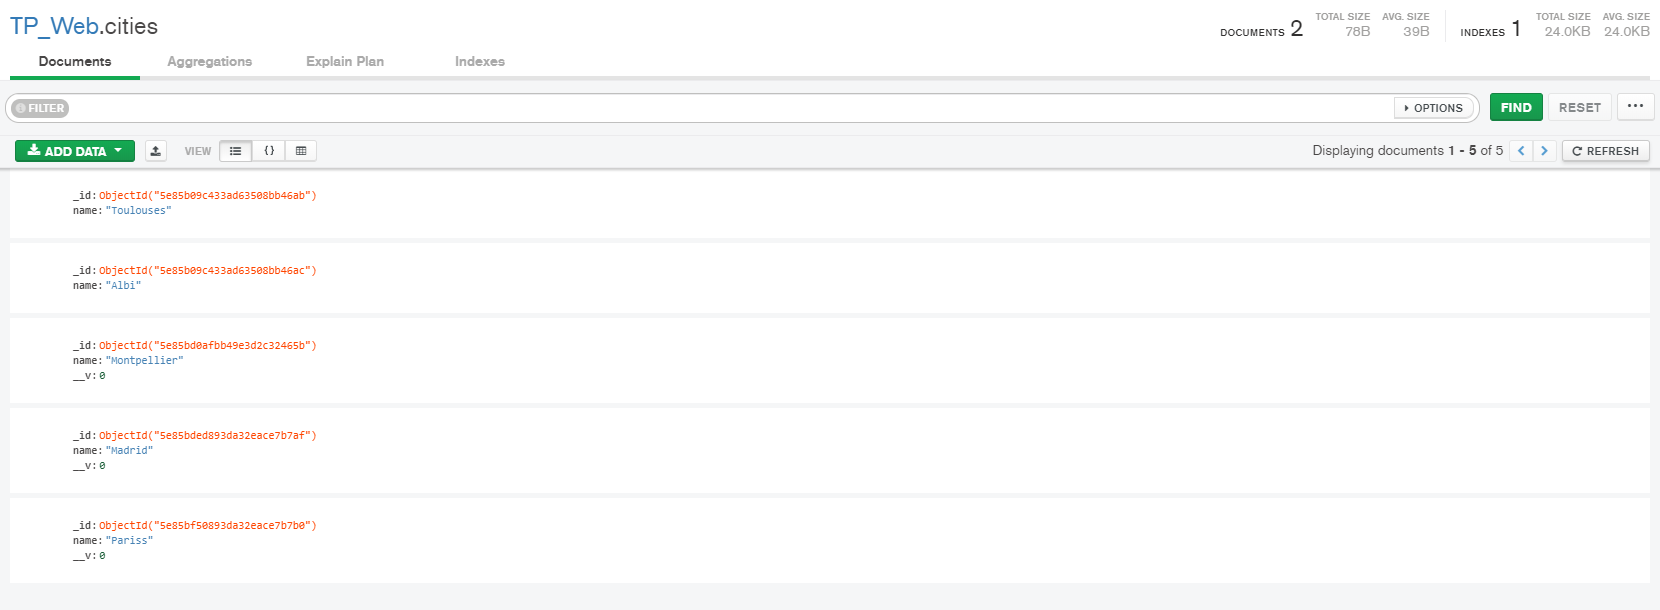 TP_Web.cities
DOCUMENTS 2 TOTAL SIZE 78B AVG. SIZE 39B INDEXES 1 TOTAL SIZE 24.0KB AVG. SIZE 24.0KB
Documents Aggregations Explain Plan Indexes
FILTER OPTIONS FIND RESET ...
ADD DATA VIEW {} Displaying documents 1 - 5 of 5 < > REFRESH
_id: ObjectId("5e85b09c433ad63508bb46ab")
name: "Toulouses"
_id: ObjectId("5e85b09c433ad63508bb46ac")
name: "Albi"
_id: ObjectId("5e85bd0afbb49e3d2c32465b")
name: "Montpellier"
__v: 0
_id: ObjectId("5e85bded893da32eace7b7af")
name: "Madrid"
__v: 0
_id: ObjectId("5e85bf50893da32eace7b7b0")
name: "Pariss"
__v: 0